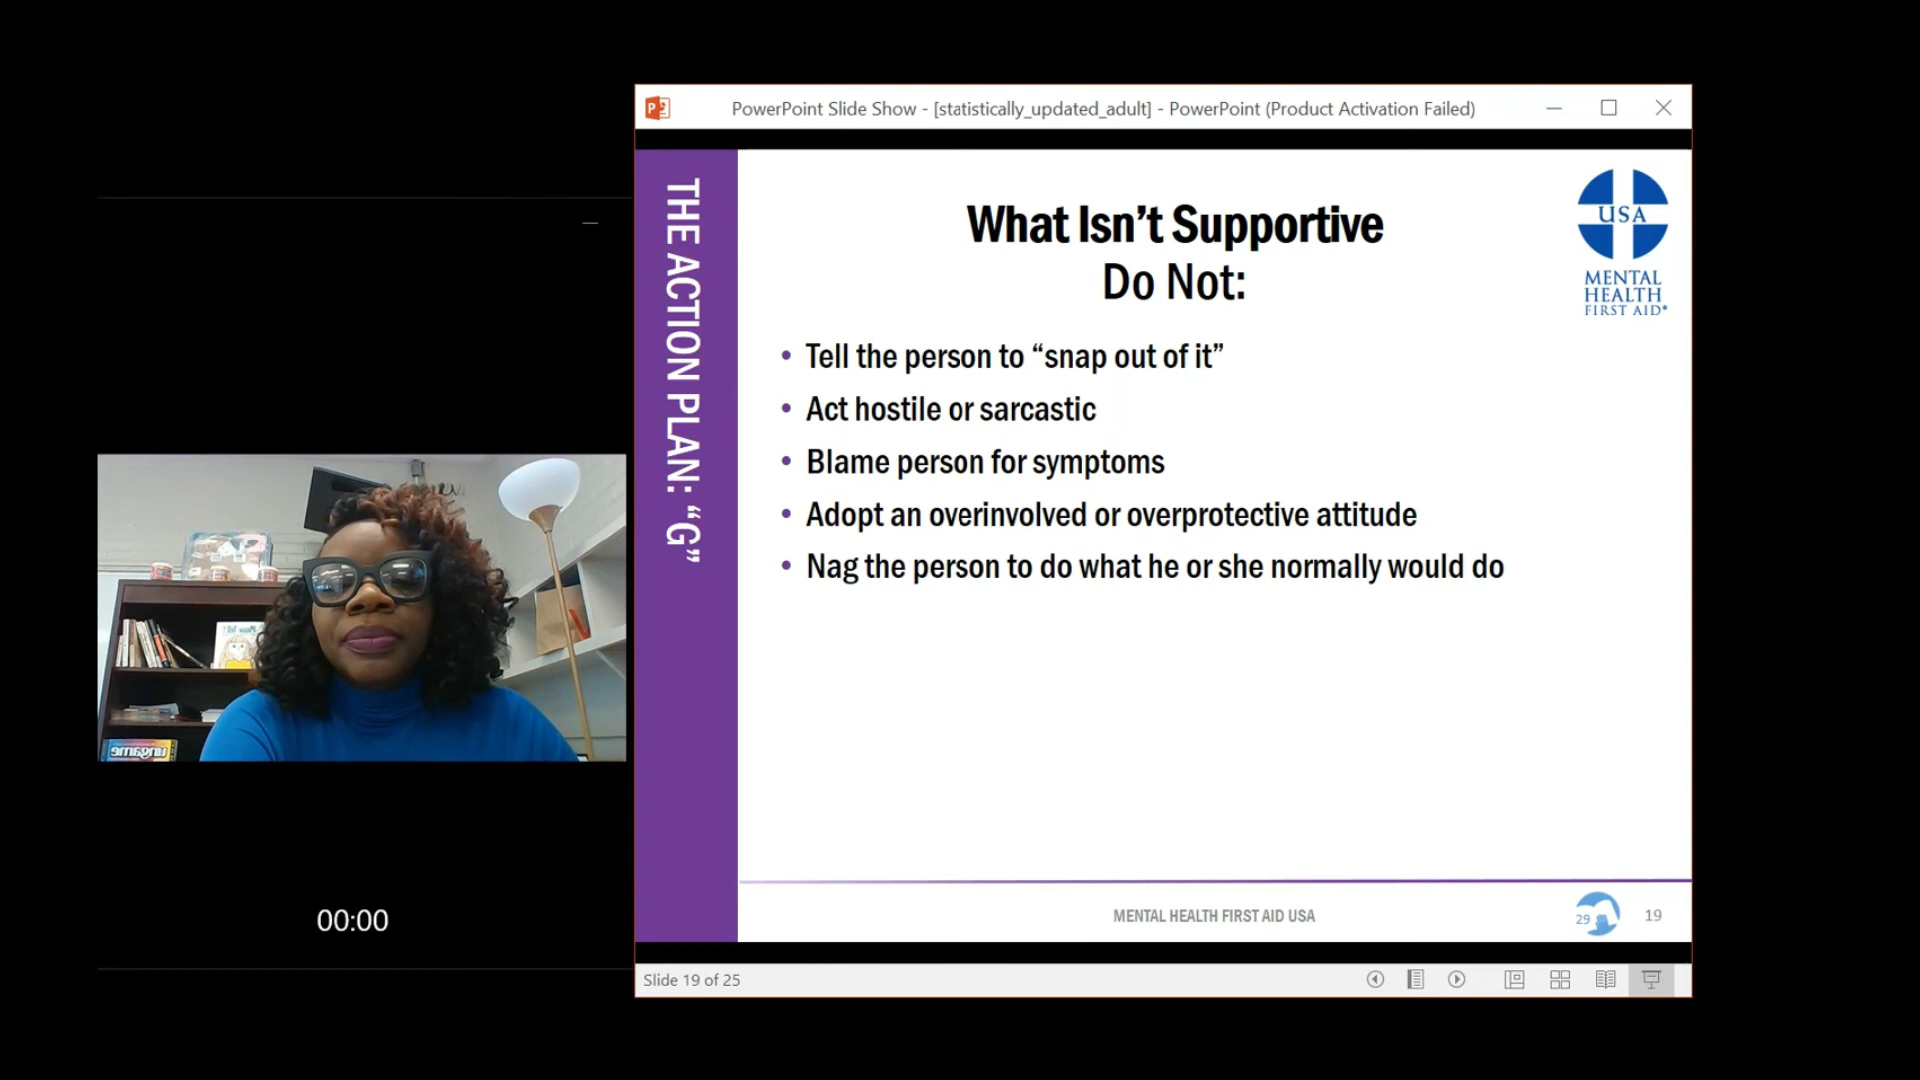 PowerPoint Slide Show - [statistically_updated_adult] - PowerPoint (Product Activation Failed)
THE ACTION PLAN: “G”
What Isn’t Supportive
Do Not:
USA
MENTAL
HEALTH
FIRST AID®
• Tell the person to “snap out of it”
• Act hostile or sarcastic
• Blame person for symptoms
• Adopt an overinvolved or overprotective attitude
• Nag the person to do what he or she normally would do
ungame
00:00
MENTAL HEALTH FIRST AID USA
29
19
Slide 19 of 25